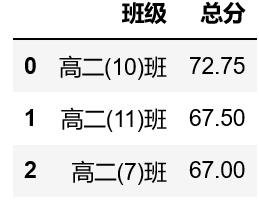 班级 总分
0 高二(10)班 72.75
1 高二(11)班 67.50
2 高二(7)班 67.00